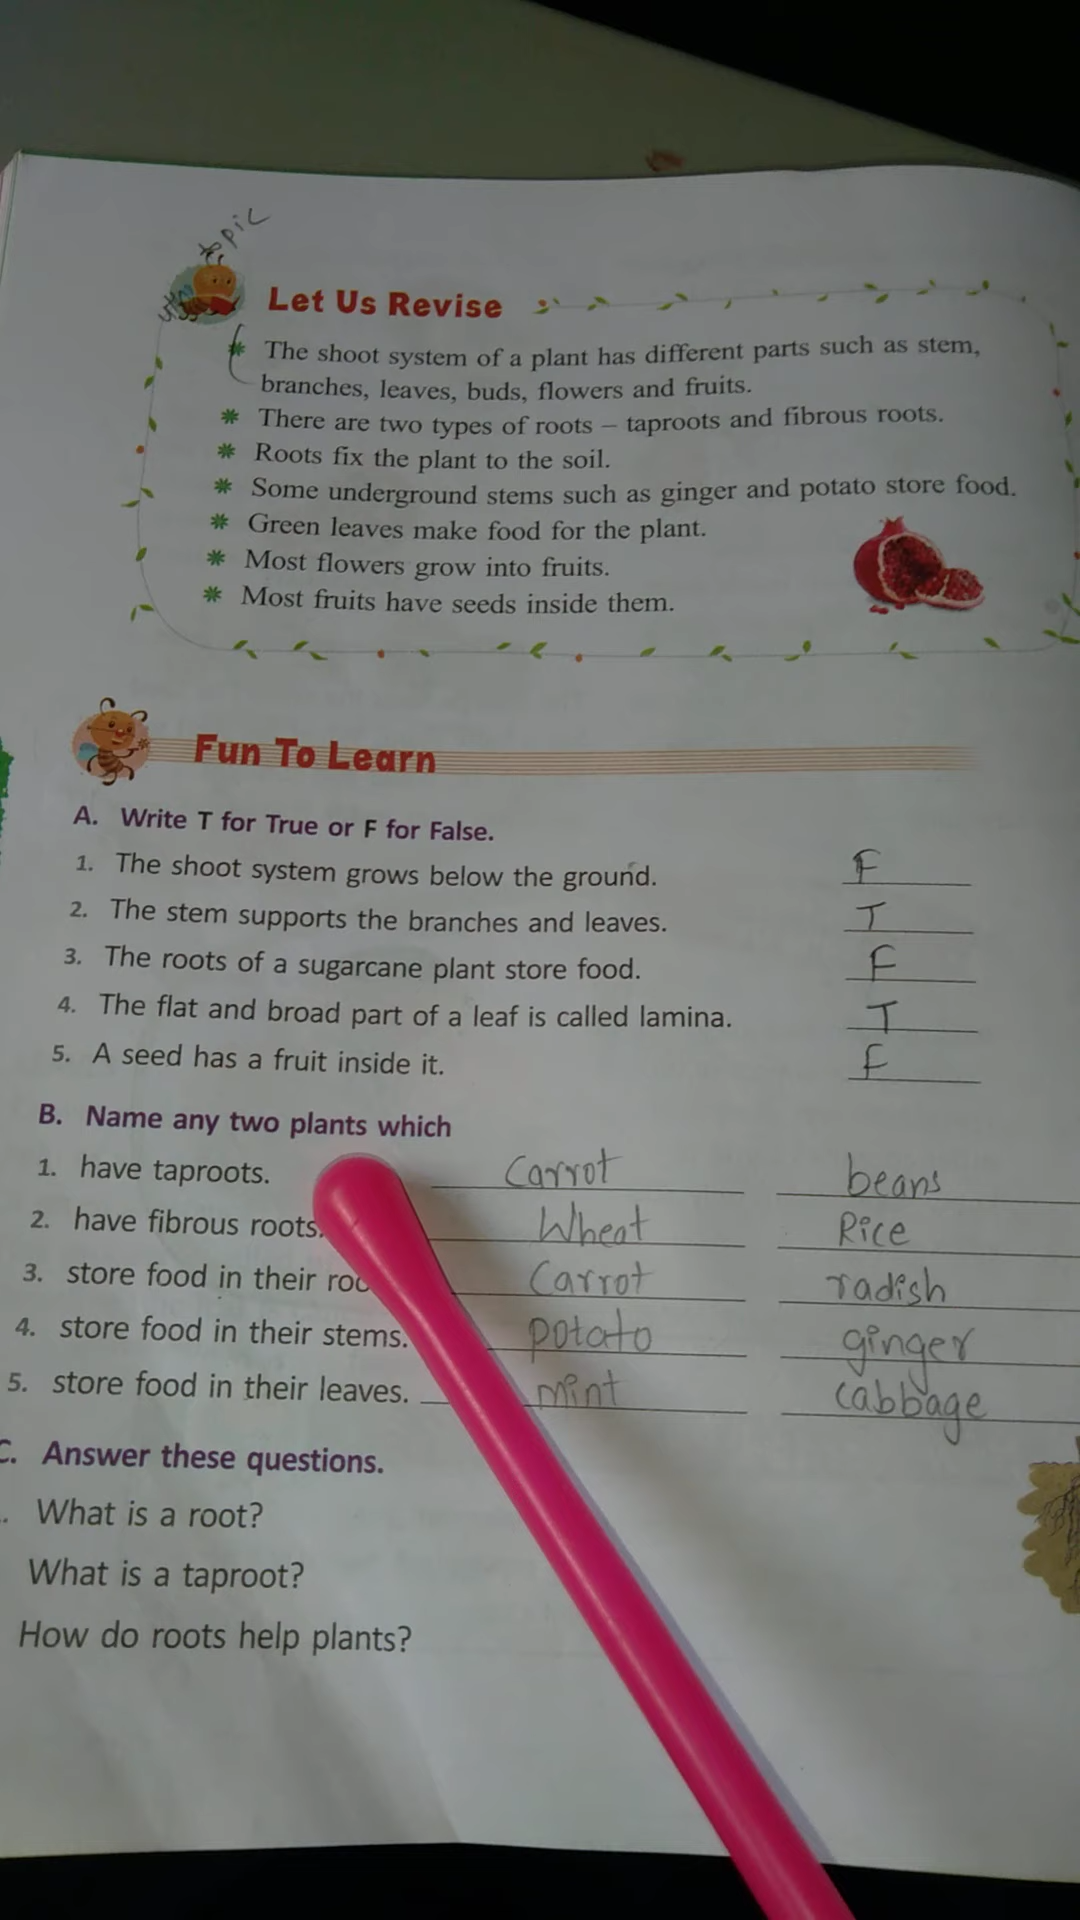 topic
Let Us Revise
The shoot system of a plant has different parts such as stem,
branches, leaves, buds, flowers and fruits.
There are two types of roots – taproots and fibrous roots.
Roots fix the plant to the soil.
Some underground stems such as ginger and potato store food.
Green leaves make food for the plant.
Most flowers grow into fruits.
Most fruits have seeds inside them.
Fun To Learn
A. Write T for True or F for False.
1. The shoot system grows below the ground. F
2. The stem supports the branches and leaves. T
3. The roots of a sugarcane plant store food. F
4. The flat and broad part of a leaf is called lamina. T
5. A seed has a fruit inside it. F
B. Name any two plants which
1. have taproots. Carrot beans
2. have fibrous roots. Wheat Rice
3. store food in their Carrot radish
4. store food in their stems. potato ginger
5. store food in their leaves. mint cabbage
C. Answer these questions.
What is a root?
What is a taproot?
How do roots help plants?